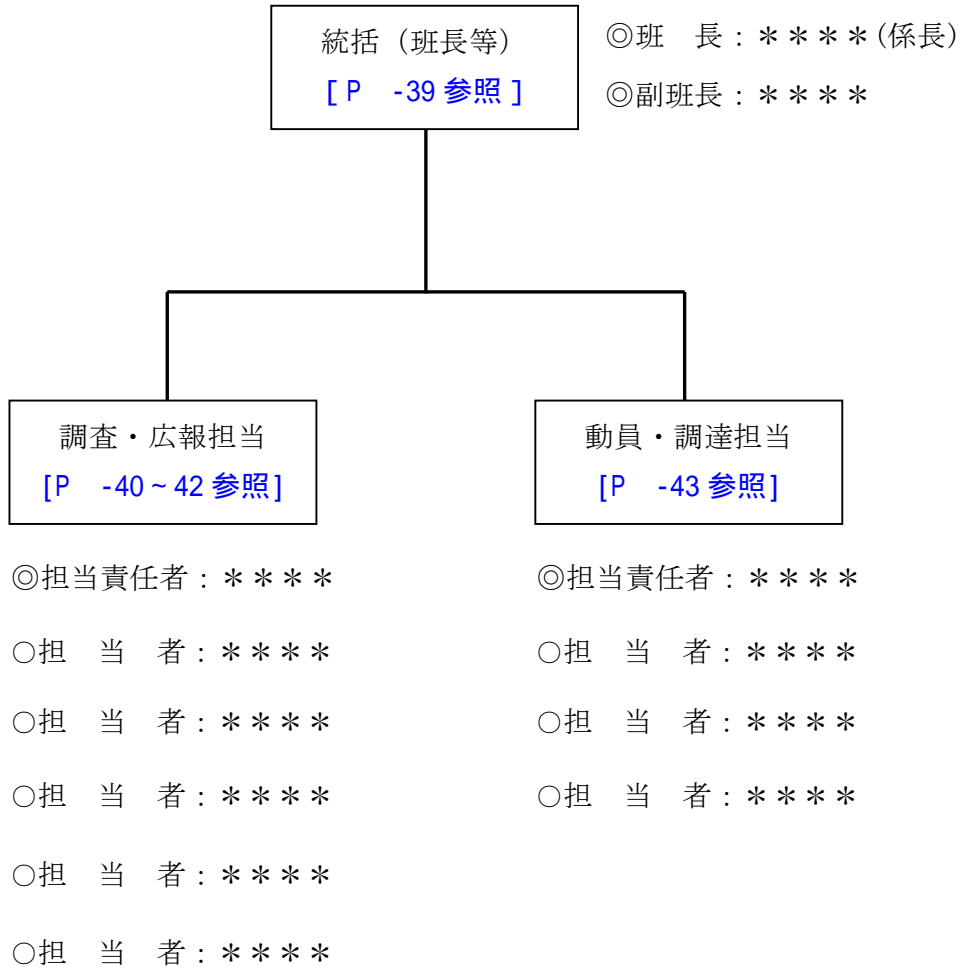 統括（班長等）
[ P　-39 参照 ]
◎班　長：＊＊＊＊(係長)
◎副班長：＊＊＊＊
調査・広報担当
[P　-40～42 参照]
◎担当責任者：＊＊＊＊
○担　当　者：＊＊＊＊
○担　当　者：＊＊＊＊
○担　当　者：＊＊＊＊
○担　当　者：＊＊＊＊
○担　当　者：＊＊＊＊
動員・調達担当
[P　-43 参照]
◎担当責任者：＊＊＊＊
○担　当　者：＊＊＊＊
○担　当　者：＊＊＊＊
○担　当　者：＊＊＊＊